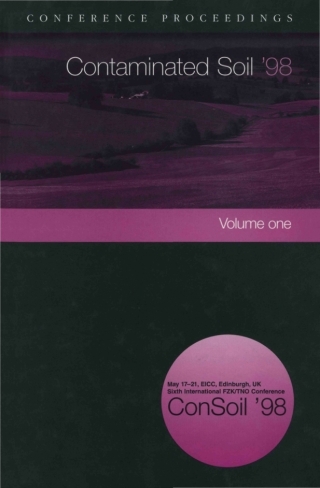 CONFERENCE PROCEEDINGS
Contaminated Soil '98
Volume one
May 17-21, EICC, Edinburgh, UK
Sixth International FZK/TNO Conference
ConSoil '98